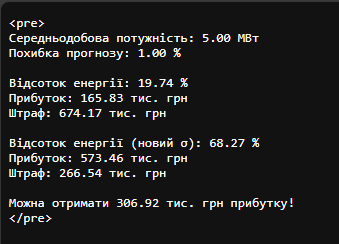 <pre>
Середньодобова потужність: 5.00 МВт
Похибка прогнозу: 1.00 %
Відсоток енергії: 19.74 %
Прибуток: 165.83 тис. грн
Штраф: 674.17 тис. грн
Відсоток енергії (новий σ): 68.27 %
Прибуток: 573.46 тис. грн
Штраф: 266.54 тис. грн
Можна отримати 306.92 тис. грн прибутку!
</pre>